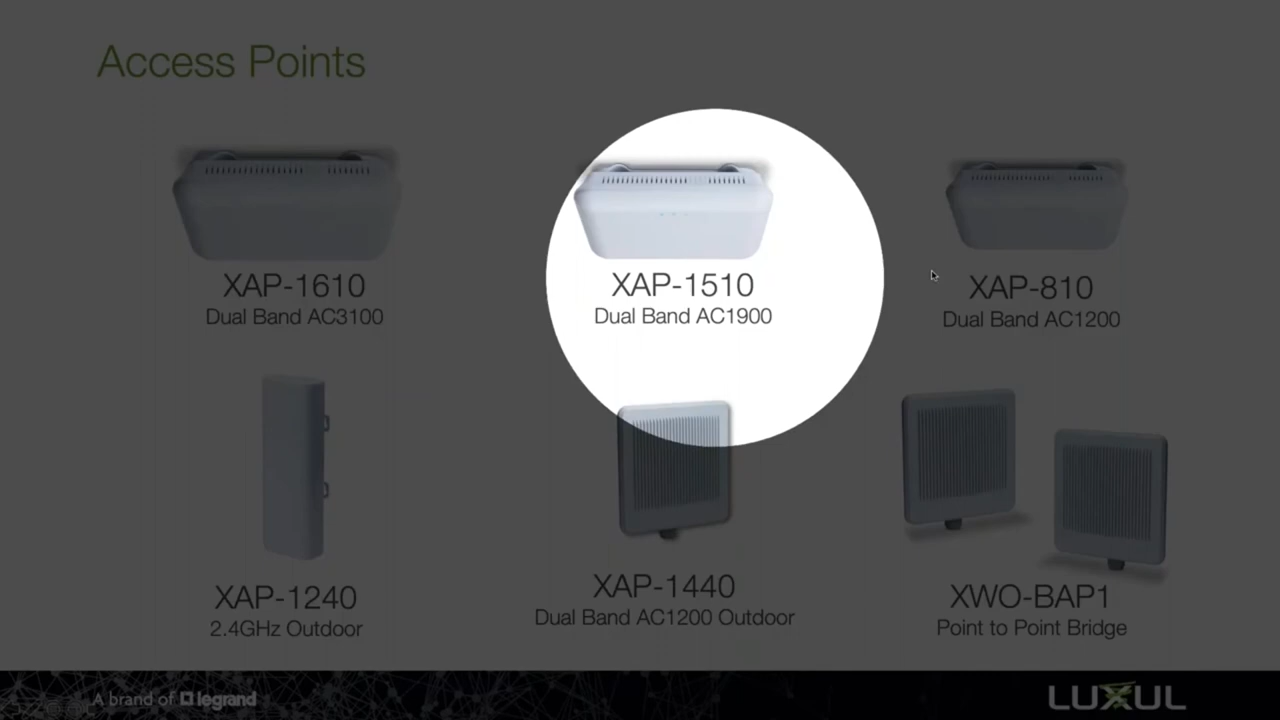 Access Points
XAP-1610
Dual Band AC3100
XAP-1510
Dual Band AC1900
XAP-810
Dual Band AC1200
XAP-1240
2.4GHz Outdoor
XAP-1440
Dual Band AC1200 Outdoor
XWO-BAP1
Point to Point Bridge
A brand of legrand
LUXUL